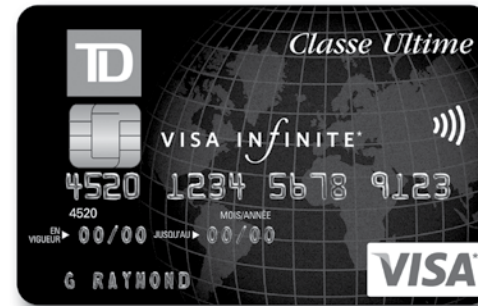 TD
Classe Ultime
VISA INFINITE*
4520 1234 5678 9123
4520
MOIS/ANNÉE
EN VIGUEUR ▶ 00/00 JUSQU'AU ▶ 00/00
G RAYMOND
VISA*